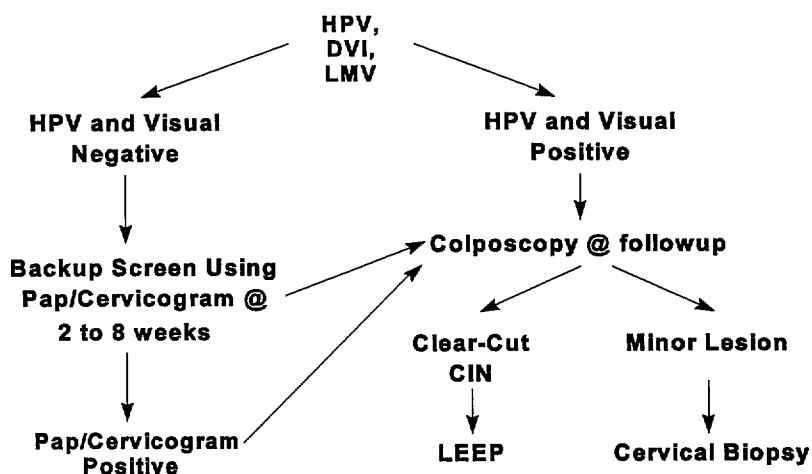 HPV,
DVI,
LMV
HPV and Visual
Negative
HPV and Visual
Positive
Backup Screen Using
Pap/Cervicogram @
2 to 8 weeks
Colposcopy @ followup
Clear-Cut
CIN
Minor Lesion
Pap/Cervicogram
Positive
LEEP
Cervical Biopsy